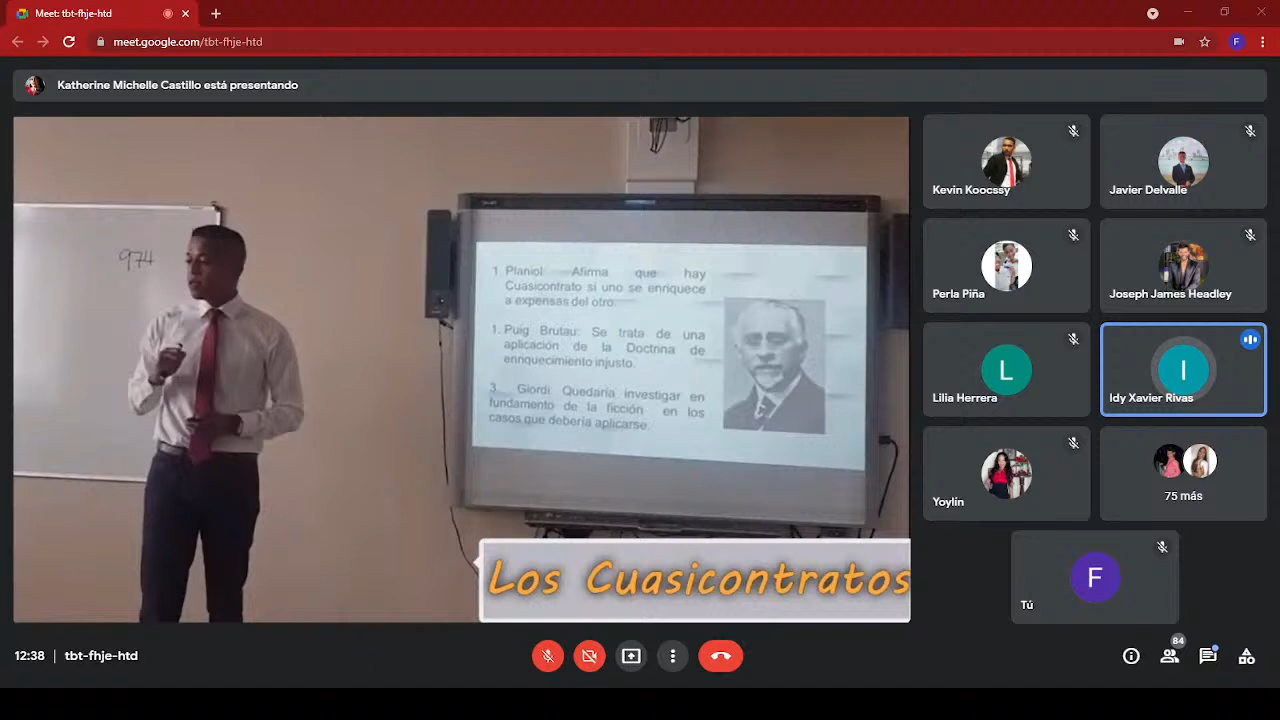 Meet: tbt-fhje-htd
meet.google.com/tbt-fhje-htd
F
Katherine Michelle Castillo está presentando
974
1. Planiol: Afirma que hay
Cuasicontrato si uno se enriquece
a expensas del otro.
1. Puig Brutau: Se trata de una
aplicación de la Doctrina de
enriquecimiento injusto.
3. Giordi: Quedaría investigar en
fundamento de la ficción en los
casos que debería aplicarse.
Los Cuasicontratos
Kevin Koocssy
Javier Delvalle
Perla Piña
Joseph James Headley
L
Lilia Herrera
I
Idy Xavier Rivas
Yoylín
75 más
F
Tú
12:38 | tbt-fhje-htd
84